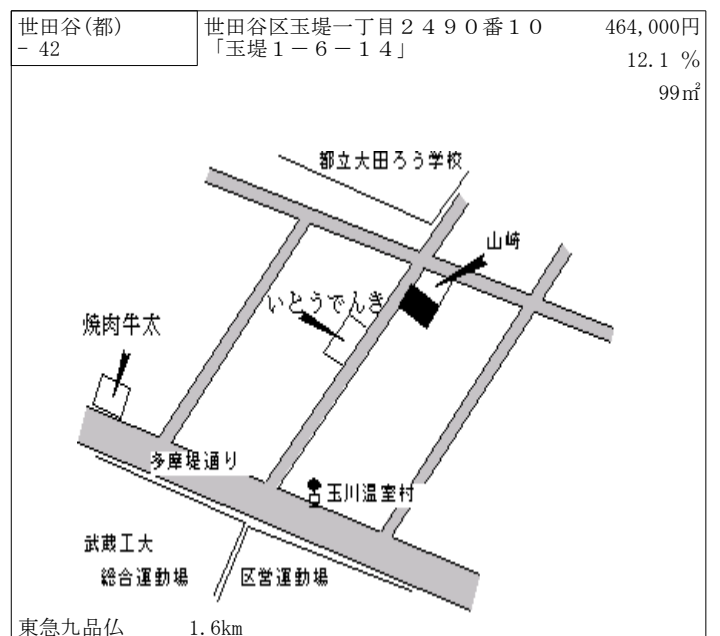 世田谷(都)
- 42
世田谷区玉堤一丁目2490番10
「玉堤1-6-14」
464,000円
12.1 %
99㎡
都立大田ろう学校
山崎
いとうでんき
焼肉牛太
多摩堤通り
玉川温室村
武蔵工大
総合運動場
区営運動場
東急九品仏 1.6km